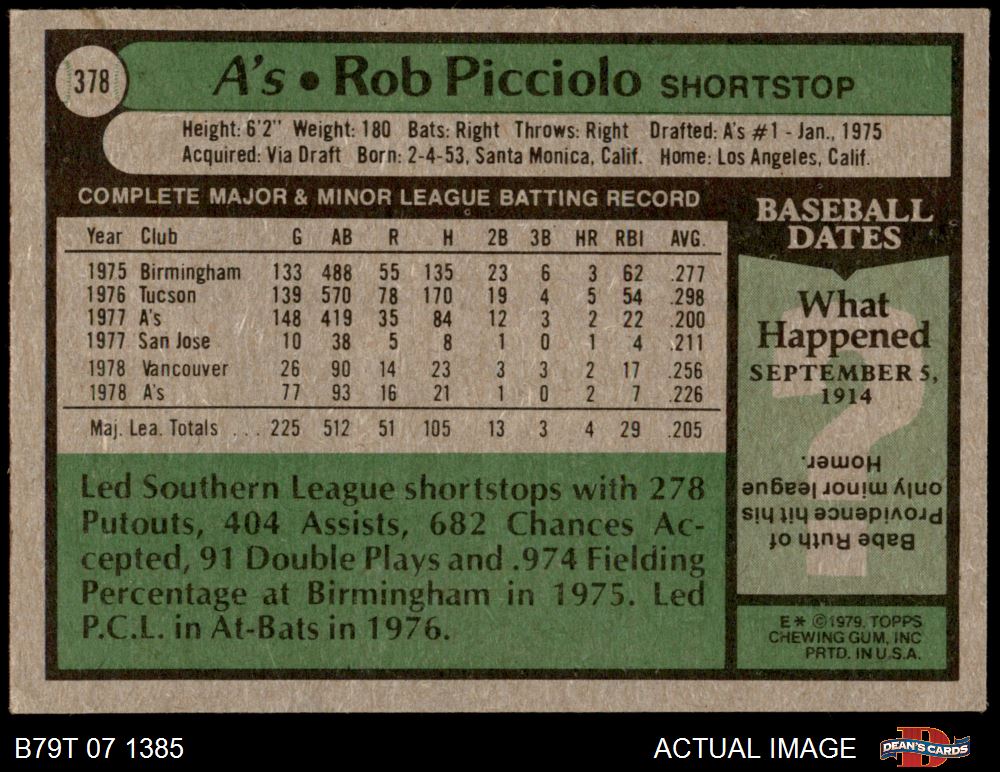 378
A's • Rob Picciolo SHORTSTOP
Height: 6'2" Weight: 180 Bats: Right Throws: Right Drafted: A's #1 - Jan., 1975
Acquired: Via Draft Born: 2-4-53, Santa Monica, Calif. Home: Los Angeles, Calif.
COMPLETE MAJOR & MINOR LEAGUE BATTING RECORD
Year Club G AB R H 2B 3B HR RBI AVG.
1975 Birmingham 133 488 55 135 23 6 3 62 .277
1976 Tucson 139 570 78 170 19 4 5 54 .298
1977 A's 148 419 35 84 12 3 2 22 .200
1977 San Jose 10 38 5 8 1 0 1 4 .211
1978 Vancouver 26 90 14 23 3 3 2 17 .256
1978 A's 77 93 16 21 1 0 2 7 .226
Maj. Lea. Totals ... 225 512 51 105 13 3 4 29 .205
Led Southern League shortstops with 278
Putouts, 404 Assists, 682 Chances Ac-
cepted, 91 Double Plays and .974 Fielding
Percentage at Birmingham in 1975. Led
P.C.L. in At-Bats in 1976.
BASEBALL
DATES
What
Happened
SEPTEMBER 5,
1914
Babe Ruth of
Providence hit his
only minor league
Homer.
E* © 1979, TOPPS
CHEWING GUM, INC
PRTD. IN U.S.A.
B79T 07 1385
ACTUAL IMAGE
DEAN'S CARDS